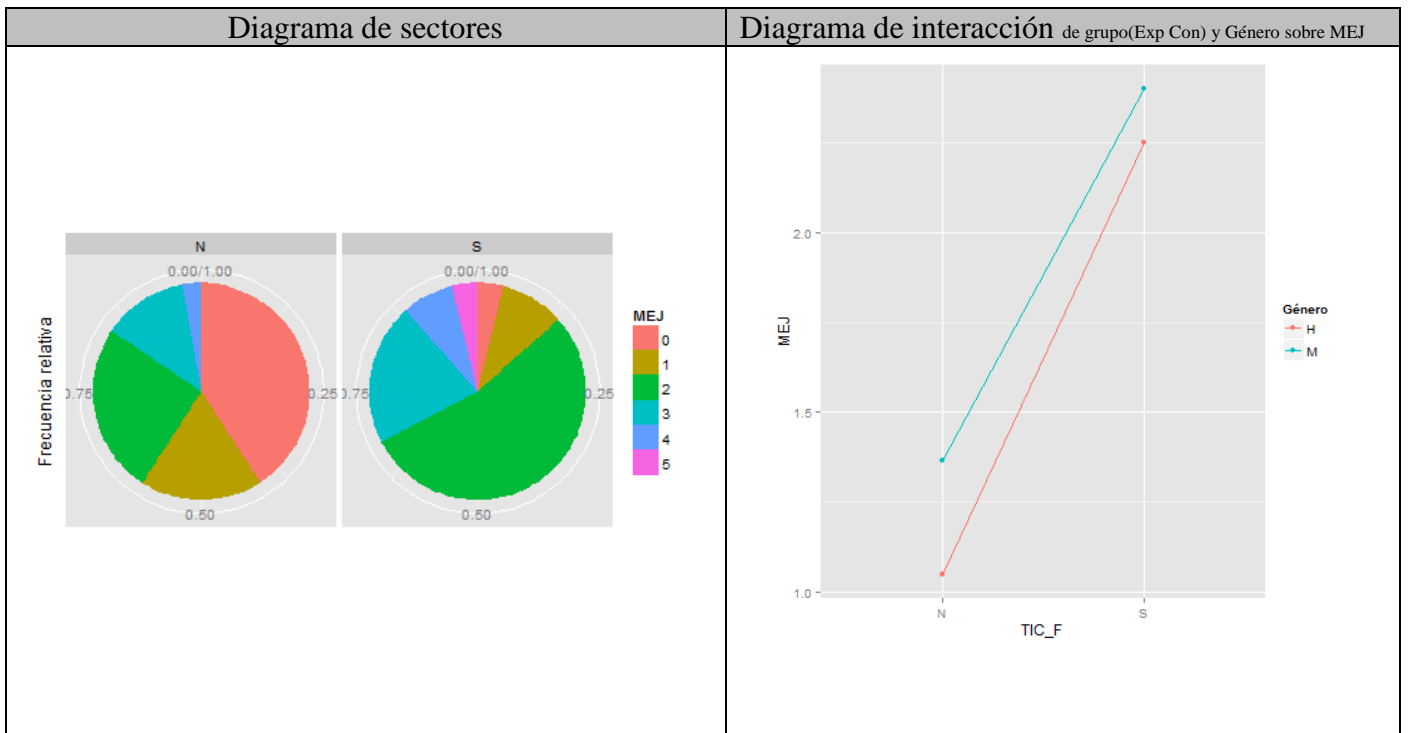 Diagrama de sectores
Diagrama de interacción de grupo(Exp Con) y Género sobre MEJ
N
S
0.00/1.00
0.00/1.00
Frecuencia relativa
0.75
0.25
0.75
0.25
0.50
0.50
MEJ
0
1
2
3
4
5
MEJ
2.0
1.5
1.0
N
S
TIC_F
Género
H
M